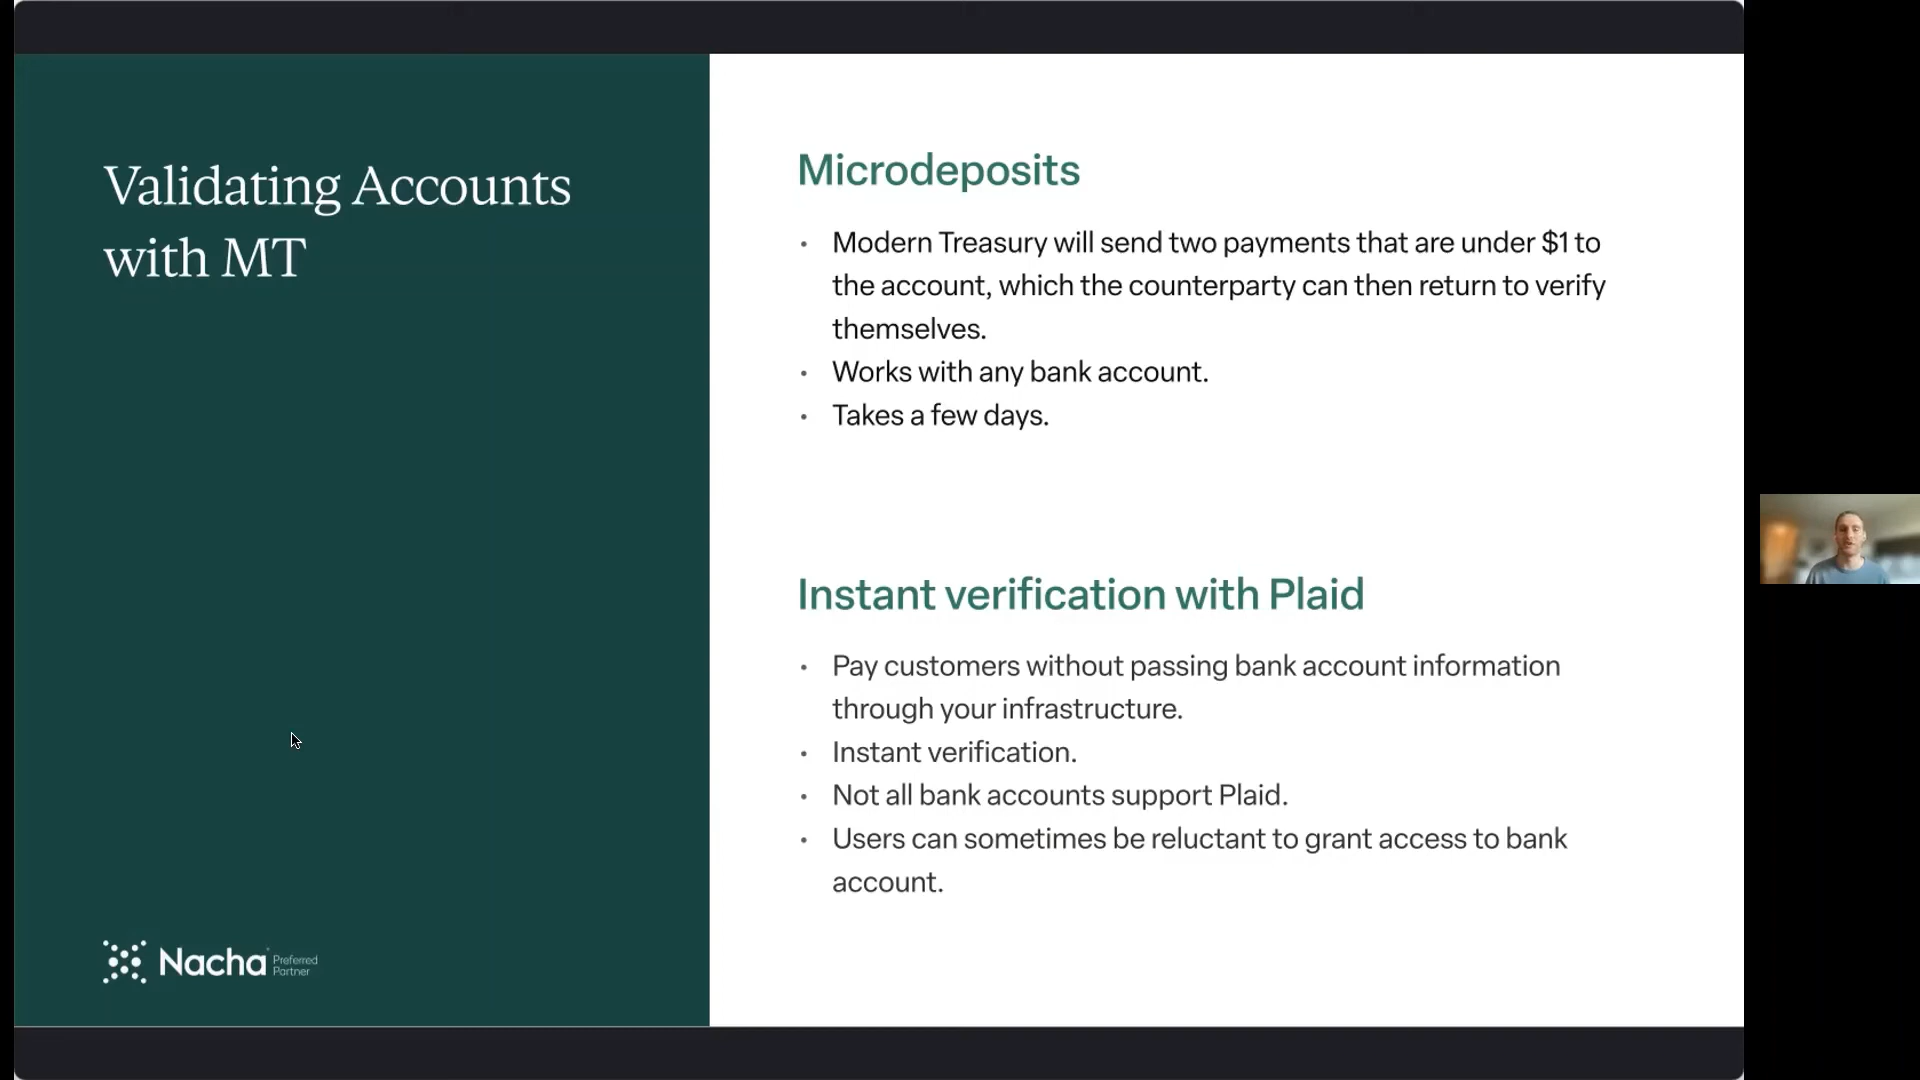 Validating Accounts
with MT
Microdeposits
• Modern Treasury will send two payments that are under $1 to
the account, which the counterparty can then return to verify
themselves.
• Works with any bank account.
• Takes a few days.
Instant verification with Plaid
• Pay customers without passing bank account information
through your infrastructure.
• Instant verification.
• Not all bank accounts support Plaid.
• Users can sometimes be reluctant to grant access to bank
account.
Nacha Preferred
Partner